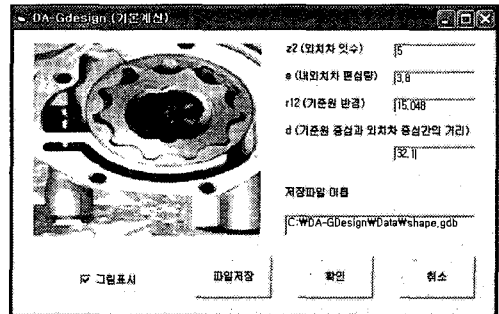 DA-Gdesign (기본계산)
z2 (외치차 잇수) 5
e (내외치차 편심량) 3,8
r12 (기준원 반경) 15,048
d (기준원 중심과 외치차 중심간의 거리)
32,1
저장파일 이름
C:₩DA-GDesign₩Data₩shape,gdb
그림표시 파일저장 확인 취소